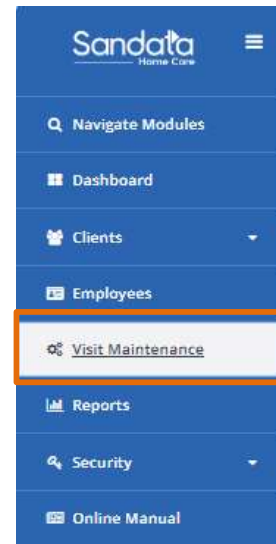 Sandata
Home Care
Navigate Modules
Dashboard
Clients
Employees
Visit Maintenance
Reports
Security
Online Manual